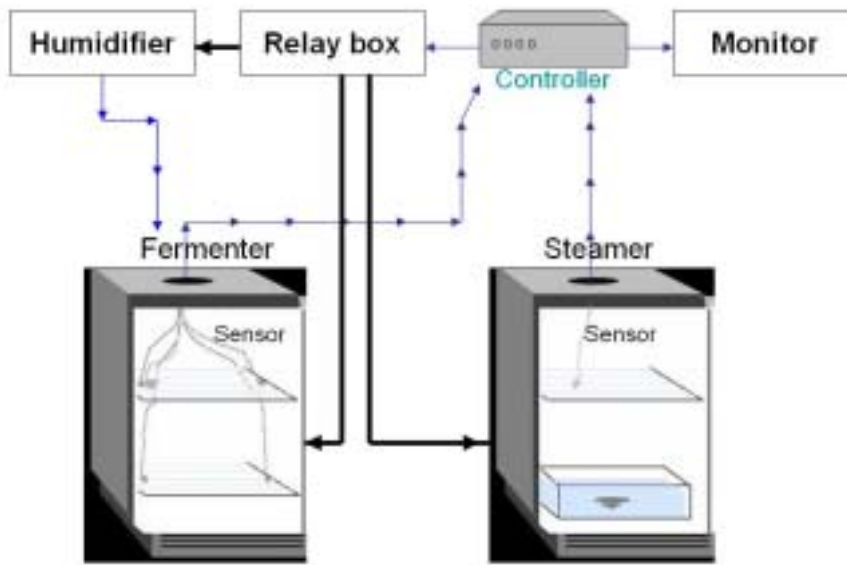 Humidifier
Relay box
Controller
Monitor
Fermenter
Steamer
Sensor
Sensor